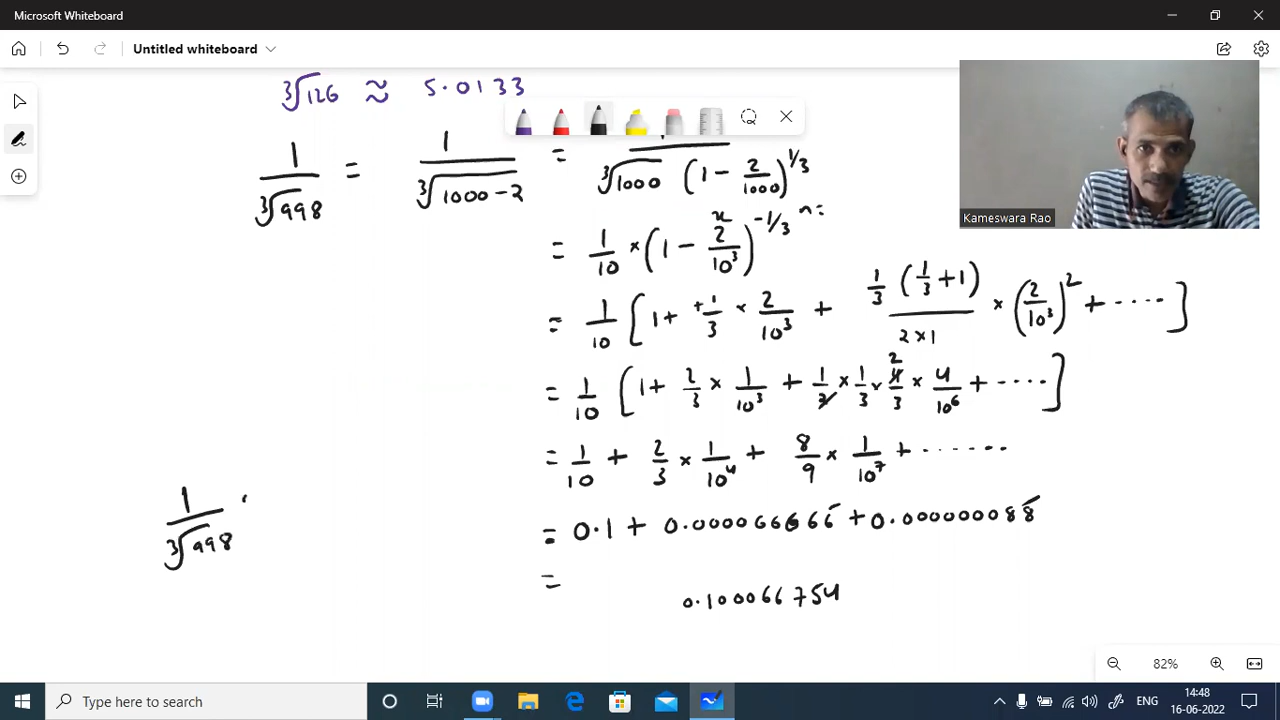 Microsoft Whiteboard
Untitled whiteboard
∛126 ≈ 5.0133
1/∛998 = 1/∛(1000-2) = 1/(∛1000 (1 - 2/1000)^(1/3))
= 1/10 × (1 - 2/10³)^(-1/3) x n=
= 1/10 [1 + +1/3 × 2/10³ + 1/3 (1/3 + 1)/(2×1) × (2/10³)² + ····]
= 1/10 [1 + 2/3 × 1/10³ + 1/2 × 1/3 × 4/3 2 × 4/10⁶ + ····]
= 1/10 + 2/3 × 1/10⁴ + 8/9 × 1/10⁷ + ······
= 0.1 + 0.000066666 + 0.000000088
1/∛998
=
0.100066754
Kameswara Rao
82%
Type here to search
ENG
14:48
16-06-2022